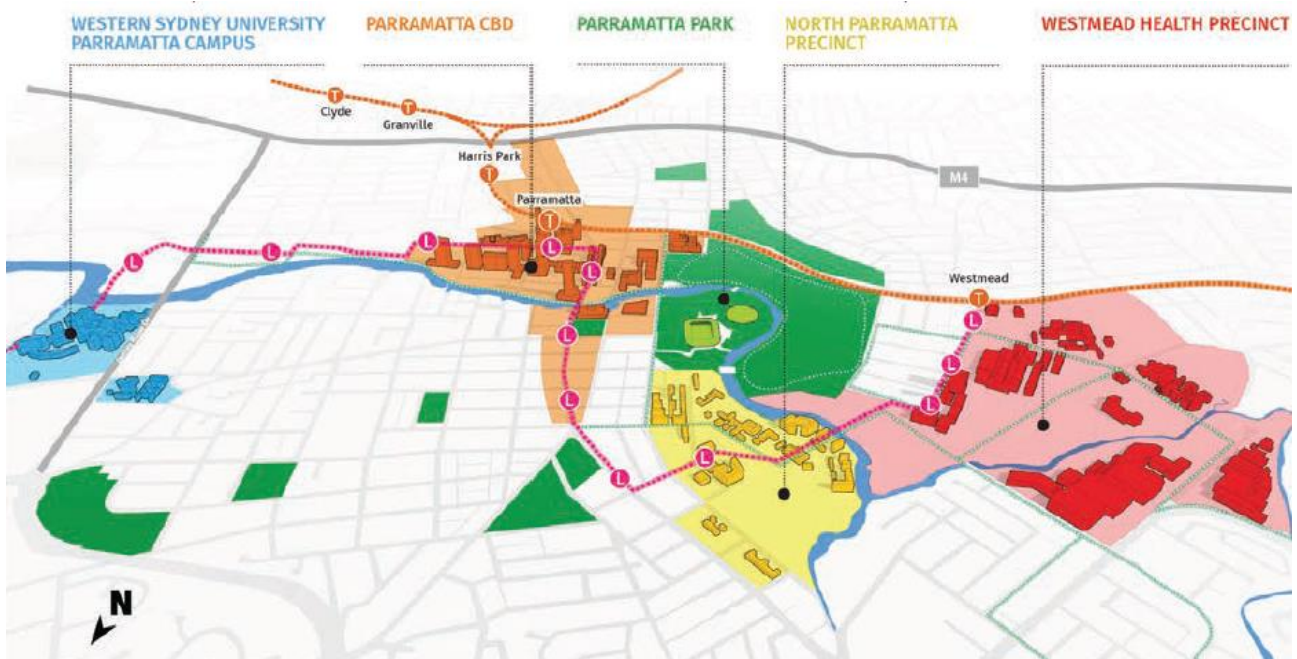 WESTERN SYDNEY UNIVERSITY
PARRAMATTA CAMPUS
PARRAMATTA CBD
PARRAMATTA PARK
NORTH PARRAMATTA
PRECINCT
WESTMEAD HEALTH PRECINCT
T
Clyde
T
Granville
Harris Park
T
M4
Parramatta
T
L
L
L
L
L
Westmead
T
L
L
L
L
L
L
L
L
N